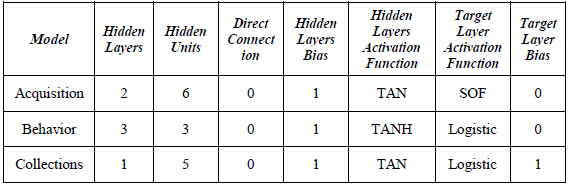 Model Hidden Layers Hidden Units Direct Connect ion Hidden Layers Bias Hidden Layers Activation Function Target Layer Activation Function Target Layer Bias
Acquisition 2 6 0 1 TAN SOF 0
Behavior 3 3 0 1 TANH Logistic 0
Collections 1 5 0 1 TAN Logistic 1